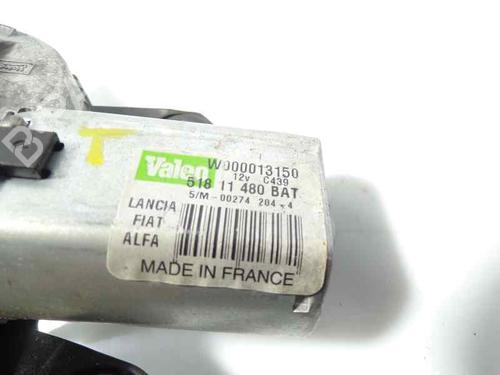 T
Valeo W000013150
12v C439
518 11 480 BAT
S/M-00274 204-4
LANCIA
FIAT
ALFA
MADE IN FRANCE